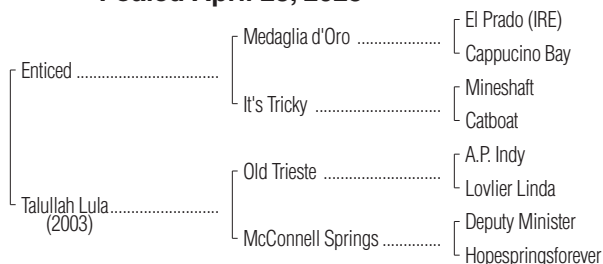 Foaled April 28, 2023
El Prado (IRE)
Medaglia d'Oro ....................
Cappucino Bay
Enticed ..................................
Mineshaft
It's Tricky .............................
Catboat
A.P. Indy
Old Trieste ...........................
Lovlier Linda
Talullah Lula..........................
(2003)
Deputy Minister
McConnell Springs ..............
Hopespringsforever